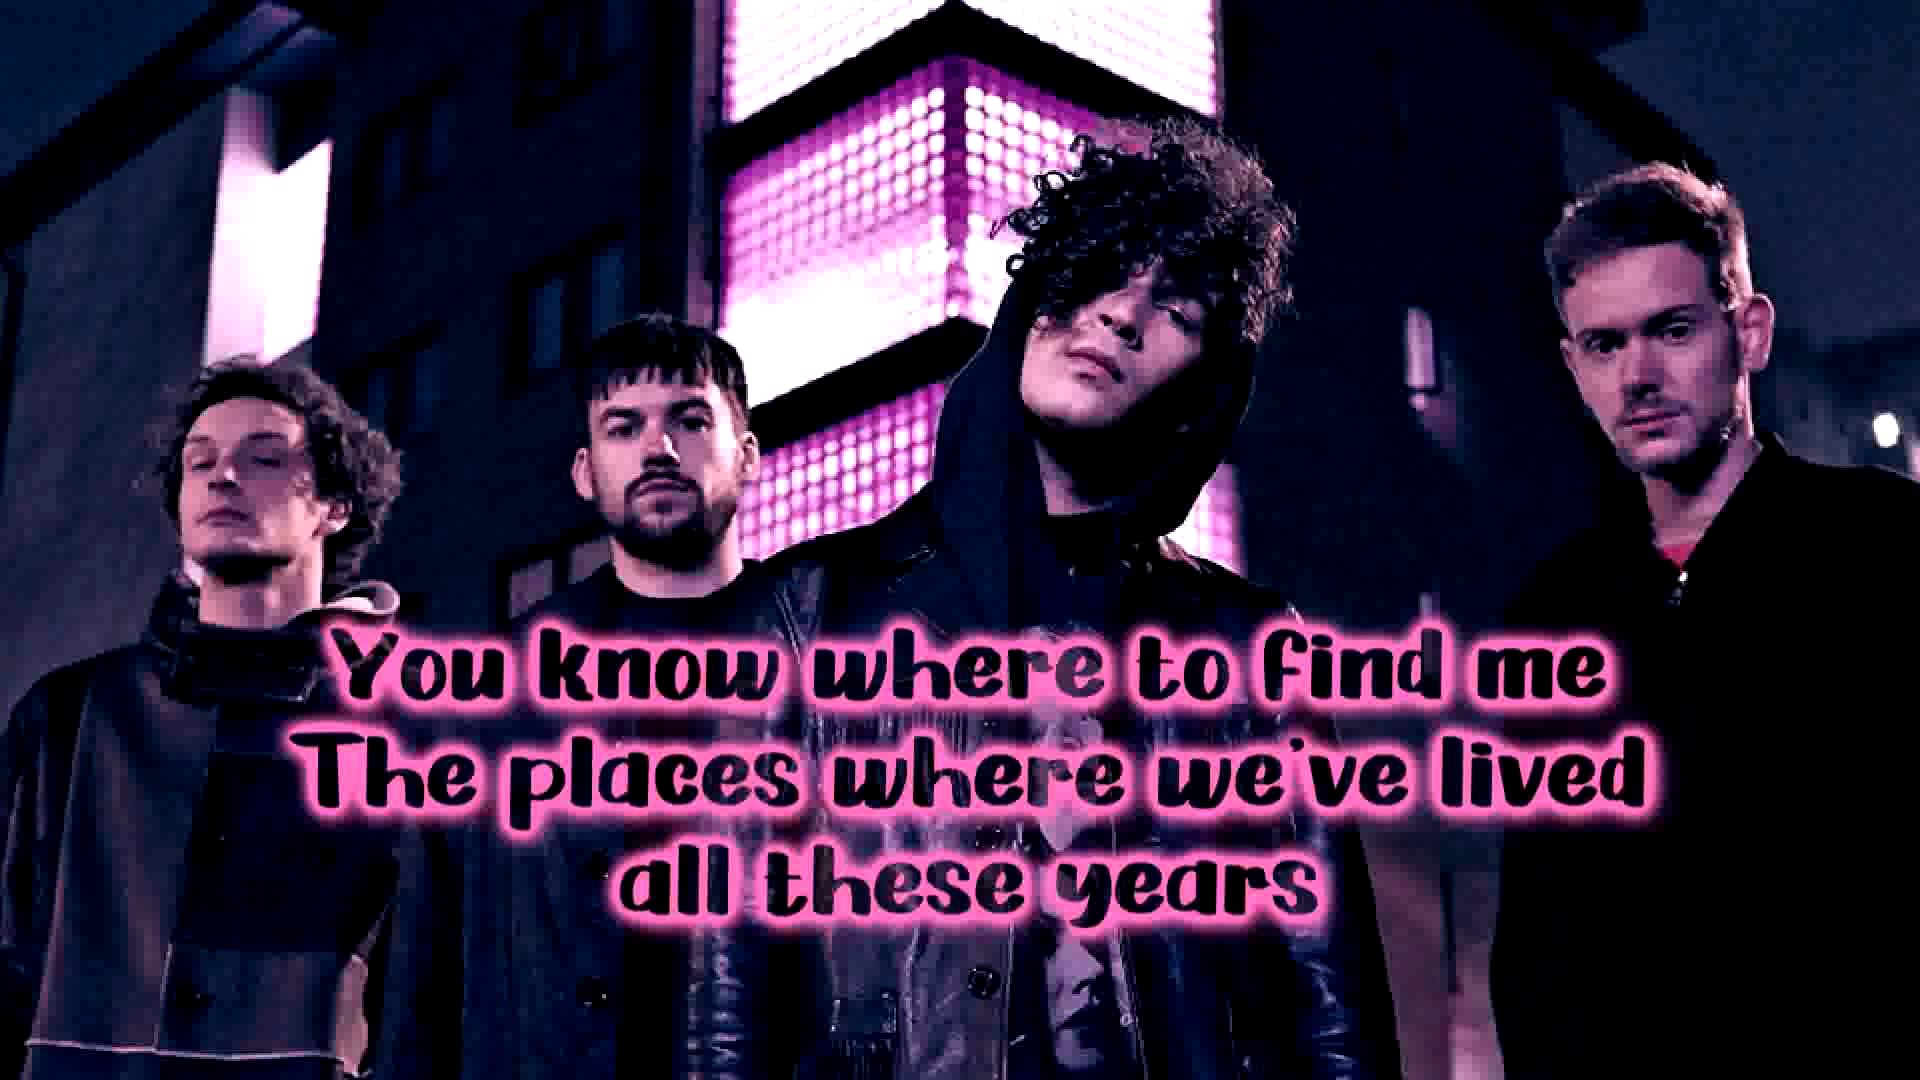 You know where to find me
The places where we've lived
all these years